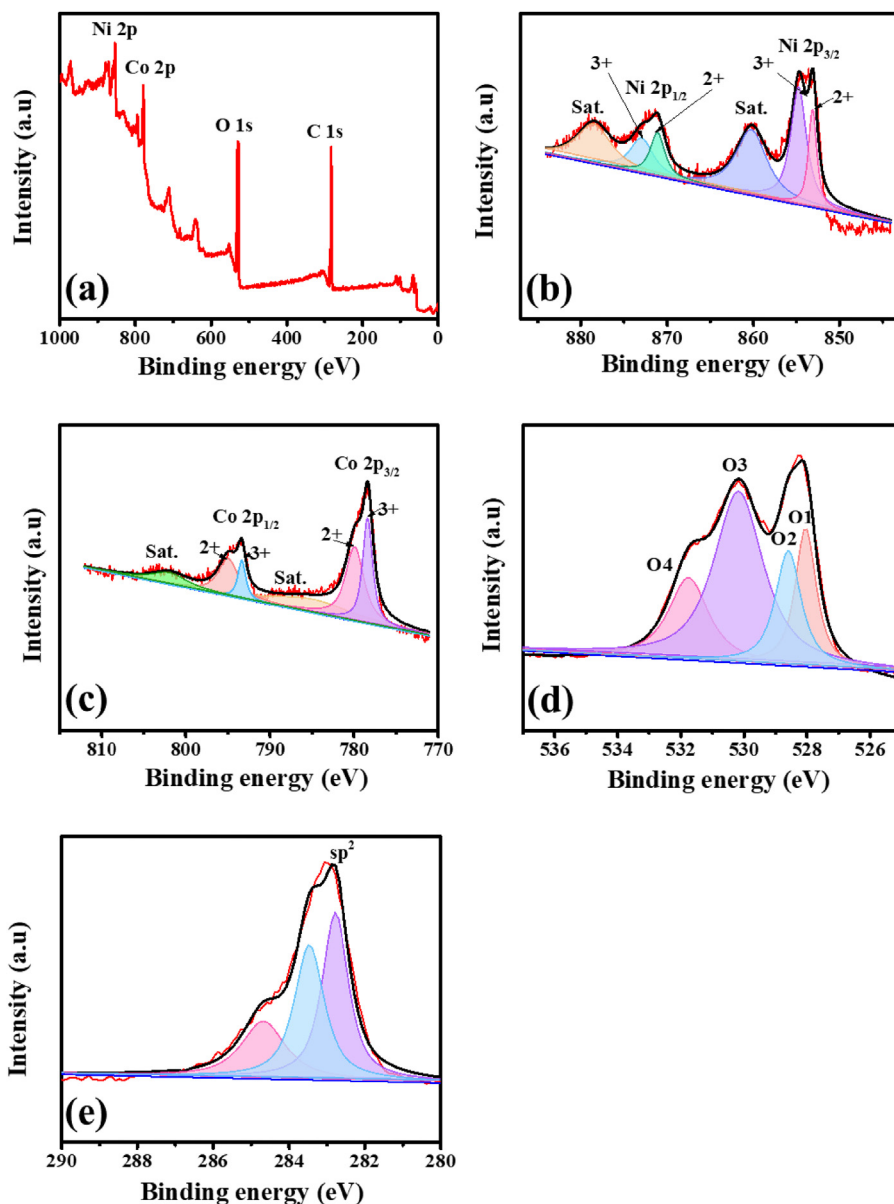 Ni 2p
Co 2p
O 1s
C 1s
Intensity (a.u)
(a)
1000 800 600 400 200 0
Binding energy (eV)
Ni 2p3/2
3+
3+
Ni 2p1/2
2+
2+
Sat.
Sat.
Intensity (a.u)
(b)
880 870 860 850
Binding energy (eV)
Co 2p3/2
Co 2p1/2
3+
2+
2+
3+
Sat.
Sat.
Intensity (a.u)
(c)
810 800 790 780 770
Binding energy (eV)
O3
O1
O2
O4
Intensity (a.u)
(d)
536 534 532 530 528 526
Binding energy (eV)
sp2
Intensity (a.u)
(e)
290 288 286 284 282 280
Binding energy (eV)